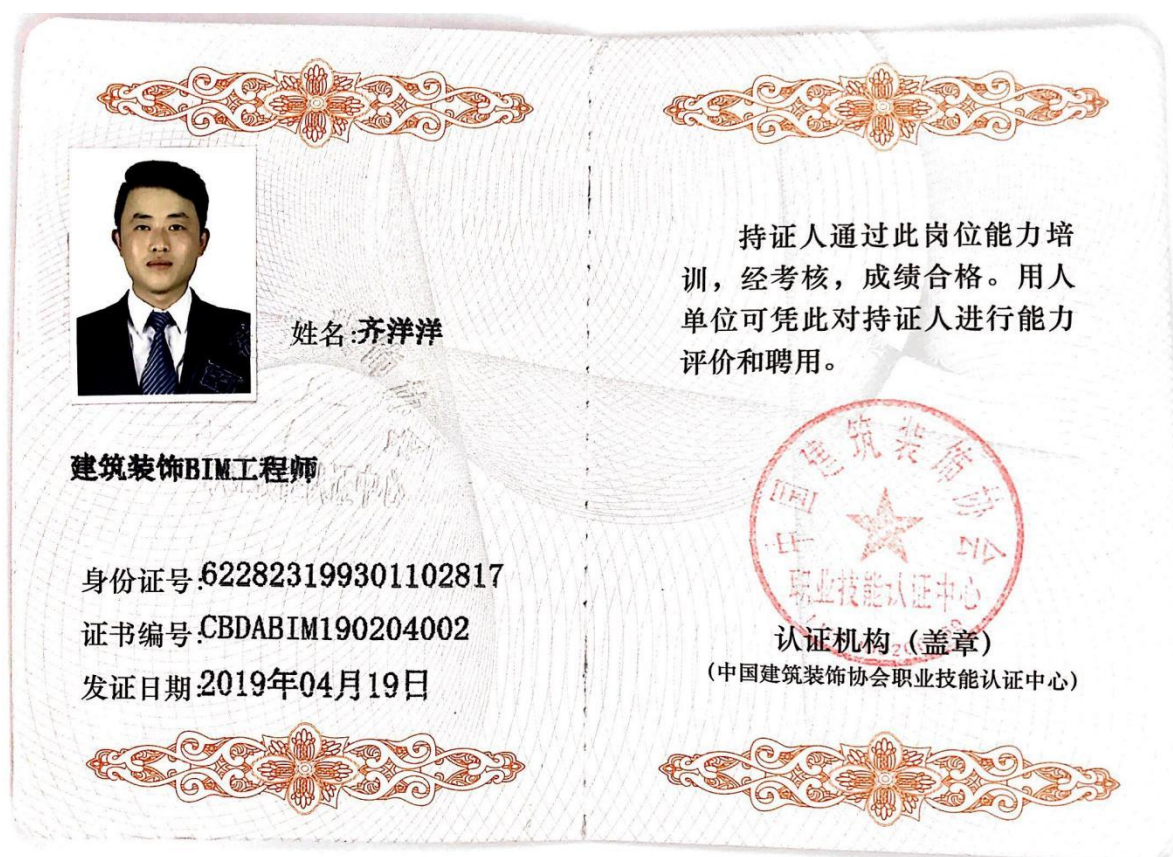 姓名:齐洋洋
建筑装饰BIM工程师
身份证号:622823199301102817
证书编号:CBDABIM190204002
发证日期:2019年04月19日
持证人通过此岗位能力培
训，经考核，成绩合格。用人
单位可凭此对持证人进行能力
评价和聘用。
中国建筑装饰协会
职业技能认证中心
认证机构（盖章）
(中国建筑装饰协会职业技能认证中心)